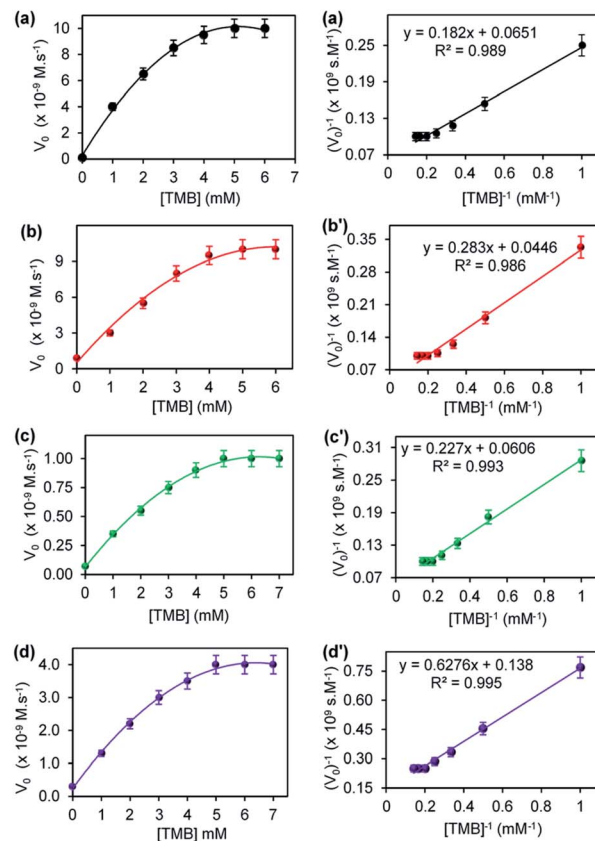 (a)
V₀ (x 10⁻⁹ M.s⁻¹)
10
8
6
4
2
0
0 1 2 3 4 5 6 7
[TMB] (mM)
(a)
y = 0.182x + 0.0651
R² = 0.989
(V₀)⁻¹ (x 10⁹ s.M⁻¹)
0.29
0.21
0.13
0.07
0 0.2 0.4 0.6 0.8 1
[TMB]⁻¹ (mM⁻¹)
(b)
V₀ (x 10⁻⁹ M.s⁻¹)
9
6
3
0
0 1 2 3 4 5 6
[TMB] (mM)
(b')
y = 0.283x + 0.0446
R² = 0.986
(V₀)⁻¹ (x 10⁹ s.M⁻¹)
0.35
0.28
0.21
0.14
0.07
0 0.2 0.4 0.6 0.8 1
[TMB]⁻¹ (mM⁻¹)
(c)
V₀ (x 10⁻⁹ M.s⁻¹)
1.00
0.75
0.50
0.25
0.00
0 1 2 3 4 5 6 7
[TMB] (mM)
(c')
y = 0.227x + 0.0606
R² = 0.993
(V₀)⁻¹ (x 10⁹ s.M⁻¹)
0.31
0.25
0.19
0.13
0.07
0 0.2 0.4 0.6 0.8 1
[TMB]⁻¹ (mM⁻¹)
(d)
V₀ (x 10⁻⁹ M.s⁻¹)
4.0
3.0
2.0
1.0
0.0
0 1 2 3 4 5 6 7
[TMB] mM
(d')
y = 0.6276x + 0.138
R² = 0.995
(V₀)⁻¹ (x 10⁹ s.M⁻¹)
0.75
0.60
0.45
0.30
0.15
0 0.2 0.4 0.6 0.8 1
[TMB]⁻¹ (mM⁻¹)